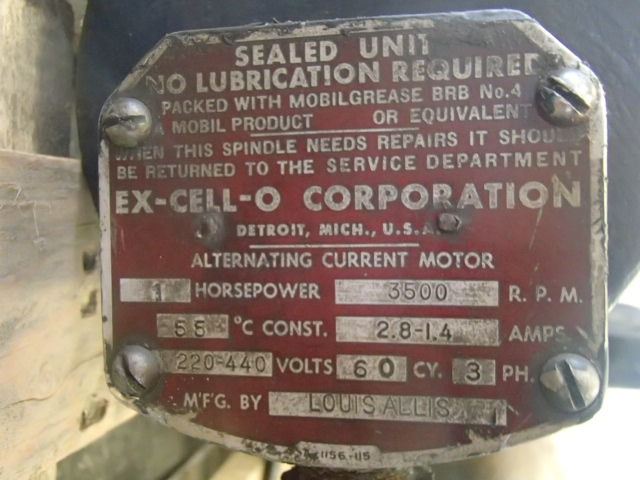 SEALED UNIT
NO LUBRICATION REQUIRED
PACKED WITH MOBILGREASE BRB No.4
A MOBIL PRODUCT OR EQUIVALENT
WHEN THIS SPINDLE NEEDS REPAIRS IT SHOULD
BE RETURNED TO THE SERVICE DEPARTMENT
EX-CELL-O CORPORATION
DETROIT, MICH., U.S.A.
ALTERNATING CURRENT MOTOR
1 HORSEPOWER 3500 R. P. M.
55 °C CONST. 2.8-1.4 AMPS.
220-440 VOLTS 60 CY. 3 PH.
M'F'G. BY LOUIS ALLIS